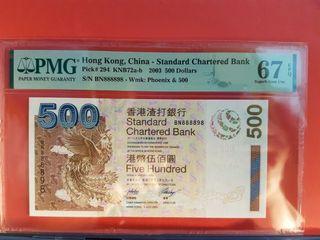 PMG
PAPER MONEY GUARANTY
Hong Kong, China - Standard Chartered Bank
Pick# 294 KNB72a-b 2003 500 Dollars
S/N BN888898 - Wmk: Phoenix & 500
67
EPQ
Superb Gem Unc
500
香港渣打銀行
Standard
Chartered Bank
BN888898
港幣伍佰圓
Five Hundred
500